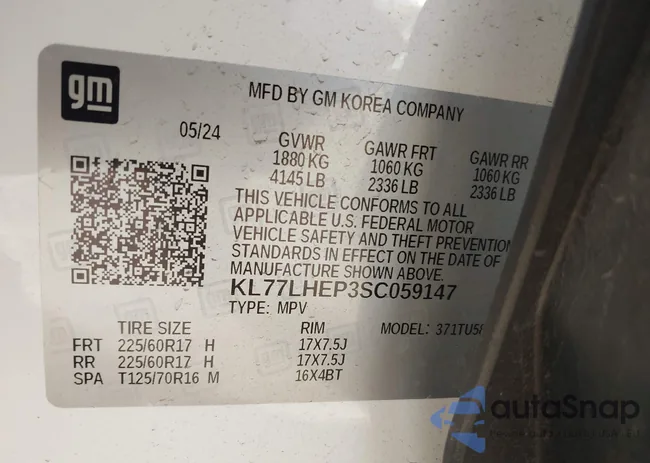 gm
MFD BY GM KOREA COMPANY
05/24
GVWR GAWR FRT GAWR RR
1880 KG 1060 KG 1060 KG
4145 LB 2336 LB 2336 LB
THIS VEHICLE CONFORMS TO ALL
APPLICABLE U.S. FEDERAL MOTOR
VEHICLE SAFETY AND THEFT PREVENTION
STANDARDS IN EFFECT ON THE DATE OF
MANUFACTURE SHOWN ABOVE.
KL77LHEP3SC059147
TYPE: MPV
TIRE SIZE RIM MODEL: 371TU5
FRT 225/60R17 H 17X7.5J
RR 225/60R17 H 17X7.5J
SPA T125/70R16 M 16X4BT
autoSnap